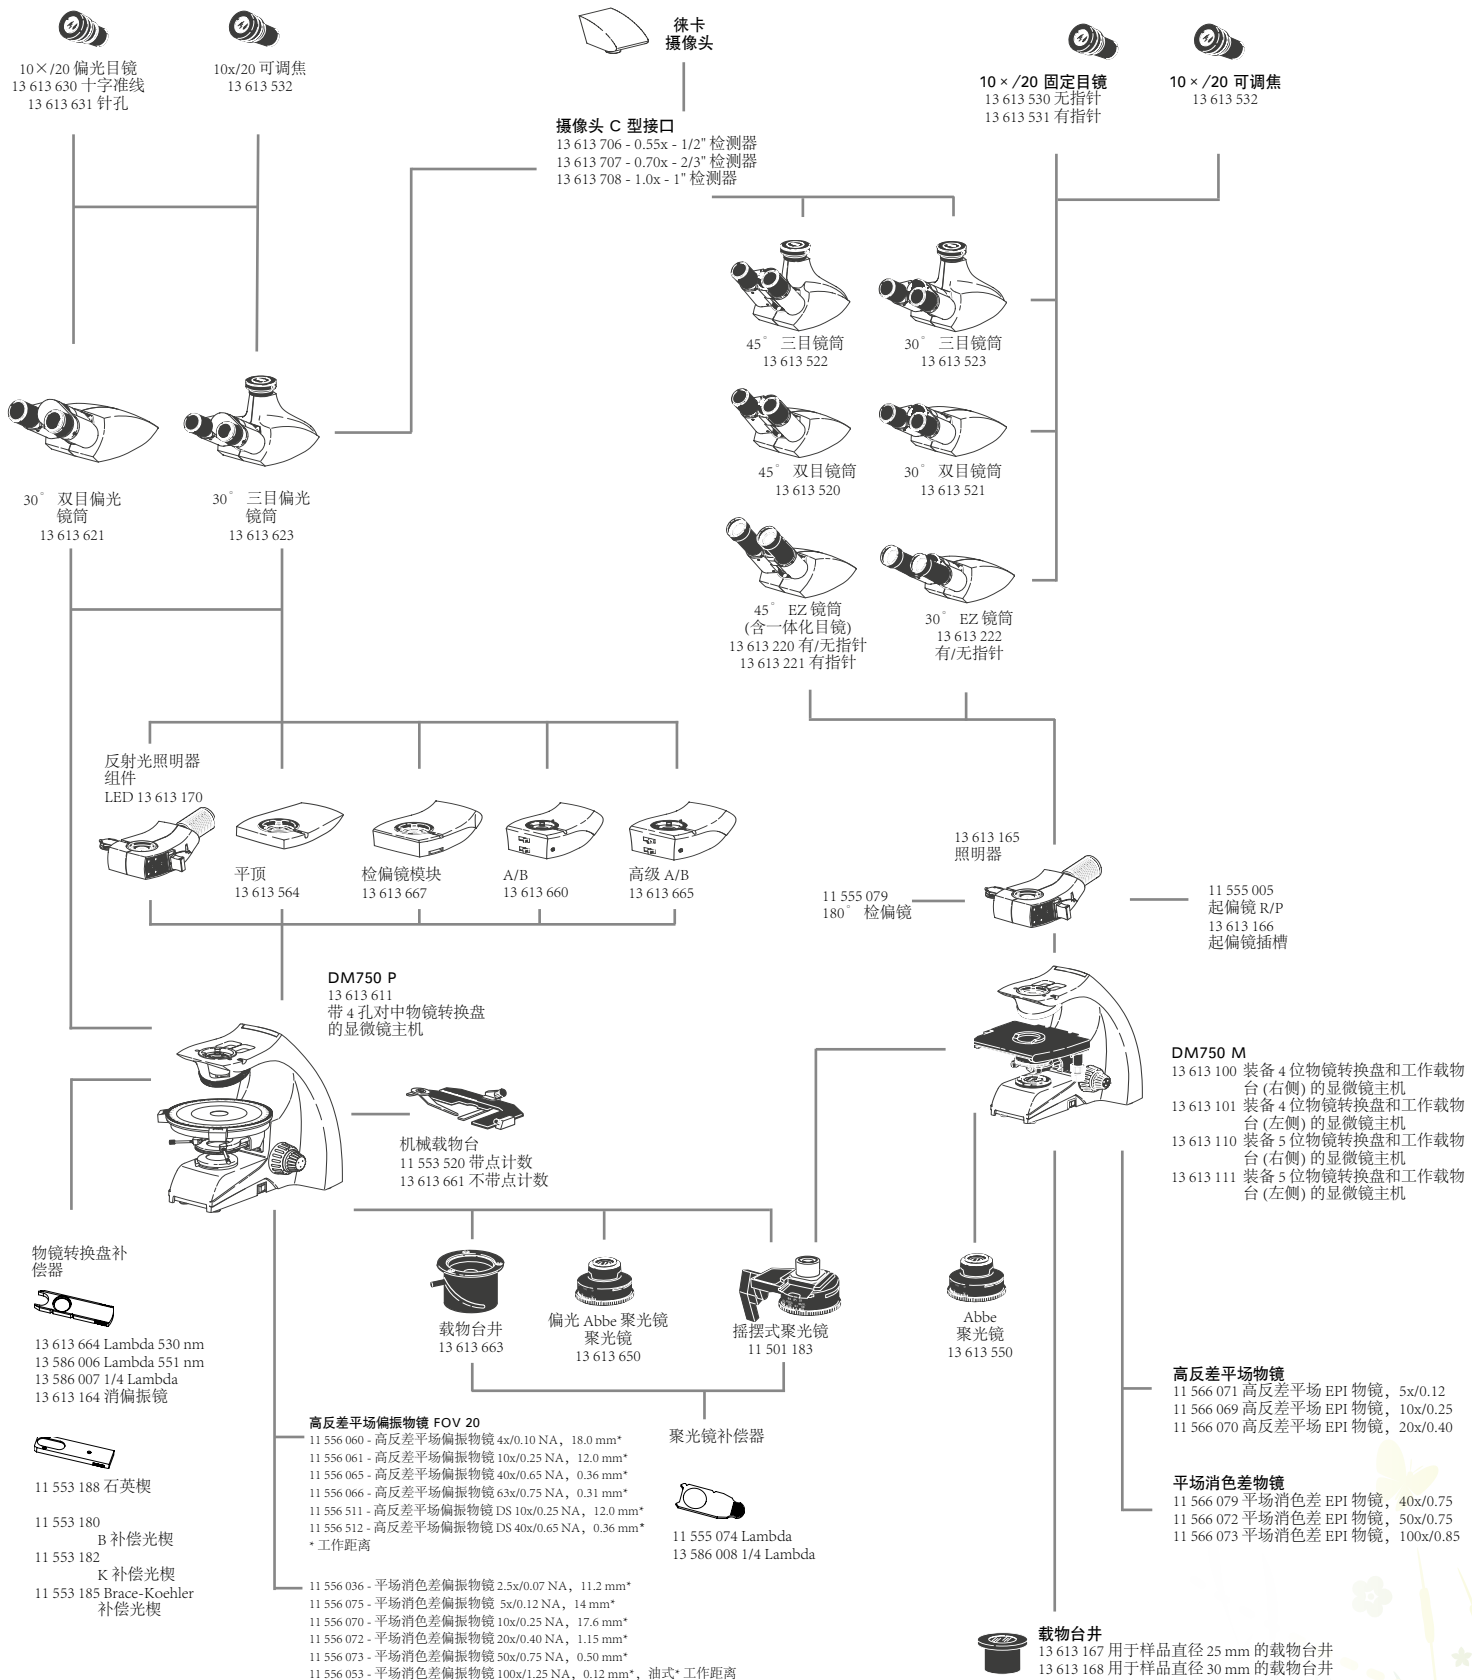 10×/20 偏光目镜
13 613 630 十字准线
13 613 631 针孔
10x/20 可调焦
13 613 532
徕卡
摄像头
10 × /20 固定目镜
13 613 530 无指针
13 613 531 有指针
10 × /20 可调焦
13 613 532
摄像头 C 型接口
13 613 706 - 0.55x - 1/2" 检测器
13 613 707 - 0.70x - 2/3" 检测器
13 613 708 - 1.0x - 1" 检测器
45° 三目镜筒
13 613 522
30° 三目镜筒
13 613 523
45° 双目镜筒
13 613 520
30° 双目镜筒
13 613 521
30° 双目偏光
镜筒
13 613 621
30° 三目偏光
镜筒
13 613 623
45° EZ 镜筒
(含一体化目镜)
13 613 220 有/无指针
13 613 221 有指针
30° EZ 镜筒
13 613 222
有/无指针
反射光照明器
组件
LED 13 613 170
平顶
13 613 564
检偏镜模块
13 613 667
A/B
13 613 660
高级 A/B
13 613 665
13 613 165
照明器
11 555 079
180° 检偏镜
11 555 005
起偏镜 R/P
13 613 166
起偏镜插槽
DM750 P
13 613 611
带 4 孔对中物镜转换盘
的显微镜主机
机械载物台
11 553 520 带点计数
13 613 661 不带点计数
DM750 M
13 613 100 装备 4 位物镜转换盘和工作载物
台 (右侧) 的显微镜主机
13 613 101 装备 4 位物镜转换盘和工作载物
台 (左侧) 的显微镜主机
13 613 110 装备 5 位物镜转换盘和工作载物
台 (右侧) 的显微镜主机
13 613 111 装备 5 位物镜转换盘和工作载物
台 (左侧) 的显微镜主机
物镜转换盘补
偿器
13 613 664 Lambda 530 nm
13 586 006 Lambda 551 nm
13 586 007 1/4 Lambda
13 613 164 消偏振镜
11 553 188 石英楔
11 553 180
B 补偿光楔
11 553 182
K 补偿光楔
11 553 185 Brace-Koehler
补偿光楔
载物台井
13 613 663
偏光 Abbe 聚光镜
聚光镜
13 613 650
摇摆式聚光镜
11 501 183
Abbe
聚光镜
13 613 550
高反差平场偏振物镜 FOV 20
11 556 060 - 高反差平场偏振物镜 4x/0.10 NA，18.0 mm*
11 556 061 - 高反差平场偏振物镜 10x/0.25 NA，12.0 mm*
11 556 065 - 高反差平场偏振物镜 40x/0.65 NA，0.36 mm*
11 556 066 - 高反差平场偏振物镜 63x/0.75 NA，0.31 mm*
11 556 511 - 高反差平场偏振物镜 DS 10x/0.25 NA，12.0 mm*
11 556 512 - 高反差平场偏振物镜 DS 40x/0.65 NA，0.36 mm*
* 工作距离
11 556 036 - 平场消色差偏振物镜 2.5x/0.07 NA，11.2 mm*
11 556 075 - 平场消色差偏振物镜 5x/0.12 NA，14 mm*
11 556 070 - 平场消色差偏振物镜 10x/0.25 NA，17.6 mm*
11 556 072 - 平场消色差偏振物镜 20x/0.40 NA，1.15 mm*
11 556 073 - 平场消色差偏振物镜 50x/0.75 NA，0.50 mm*
11 556 053 - 平场消色差偏振物镜 100x/1.25 NA，0.12 mm*，油式* 工作距离
聚光镜补偿器
11 555 074 Lambda
13 586 008 1/4 Lambda
高反差平场物镜
11 566 071 高反差平场 EPI 物镜，5x/0.12
11 566 069 高反差平场 EPI 物镜，10x/0.25
11 566 070 高反差平场 EPI 物镜，20x/0.40
平场消色差物镜
11 566 079 平场消色差 EPI 物镜，40x/0.75
11 566 072 平场消色差 EPI 物镜，50x/0.75
11 566 073 平场消色差 EPI 物镜，100x/0.85
载物台井
13 613 167 用于样品直径 25 mm 的载物台井
13 613 168 用于样品直径 30 mm 的载物台井